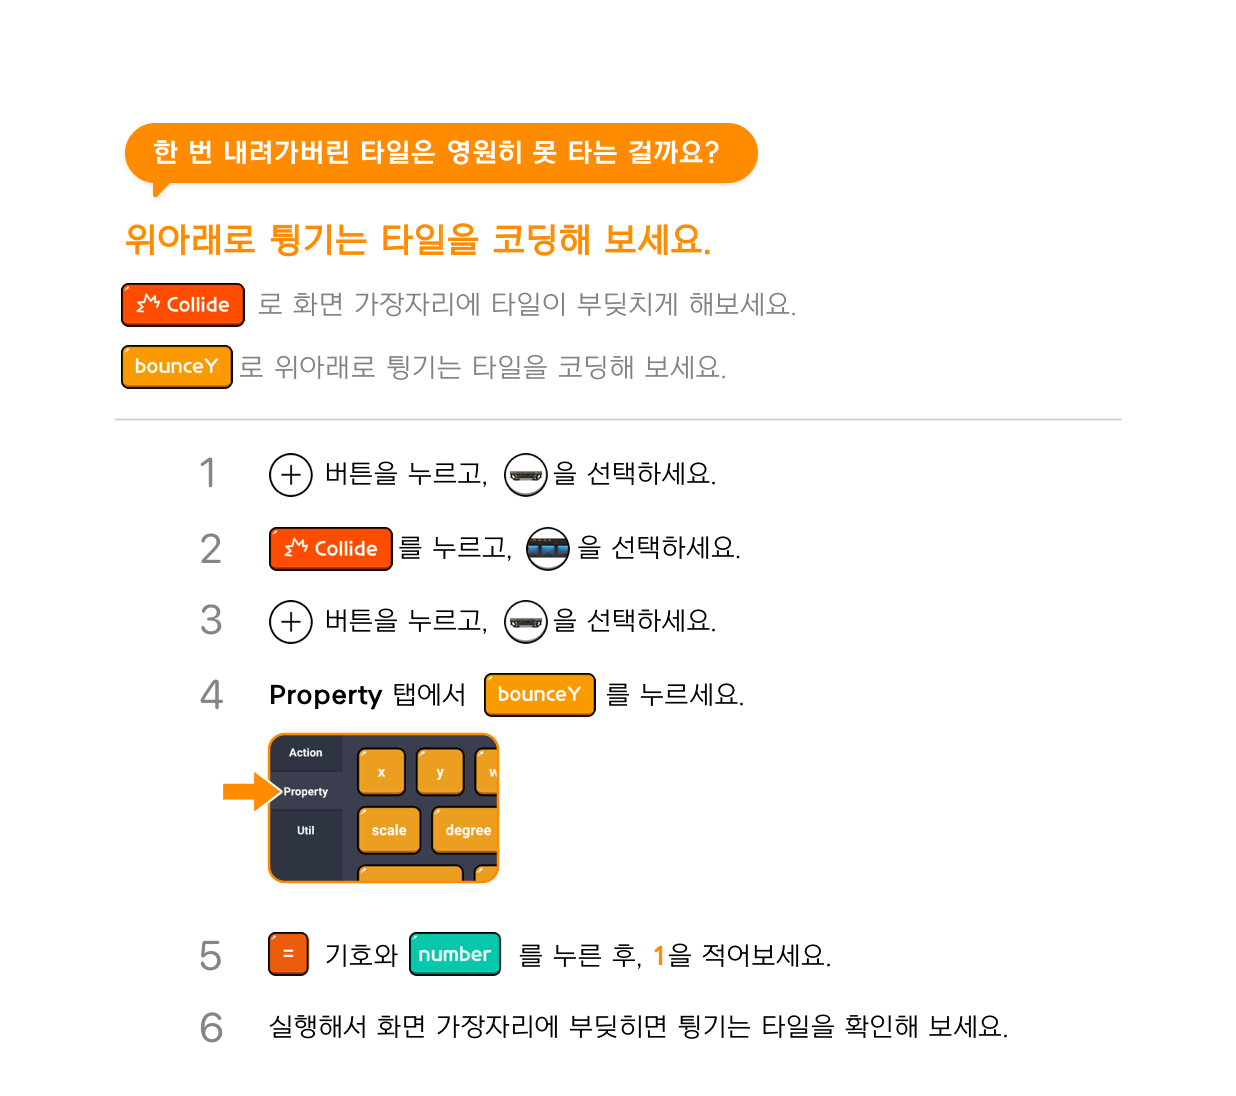 한 번 내려가버린 타일은 영원히 못 타는 걸까요?
위아래로 튕기는 타일을 코딩해 보세요.
Collide 로 화면 가장자리에 타일이 부딪치게 해보세요.
bounceY 로 위아래로 튕기는 타일을 코딩해 보세요.
1 + 버튼을 누르고, 을 선택하세요.
2 Collide 를 누르고, 을 선택하세요.
3 + 버튼을 누르고, 을 선택하세요.
4 Property 탭에서 bounceY 를 누르세요.
Action
x y w
Property
Util scale degree
5 = 기호와 number 를 누른 후, 1을 적어보세요.
6 실행해서 화면 가장자리에 부딪히면 튕기는 타일을 확인해 보세요.